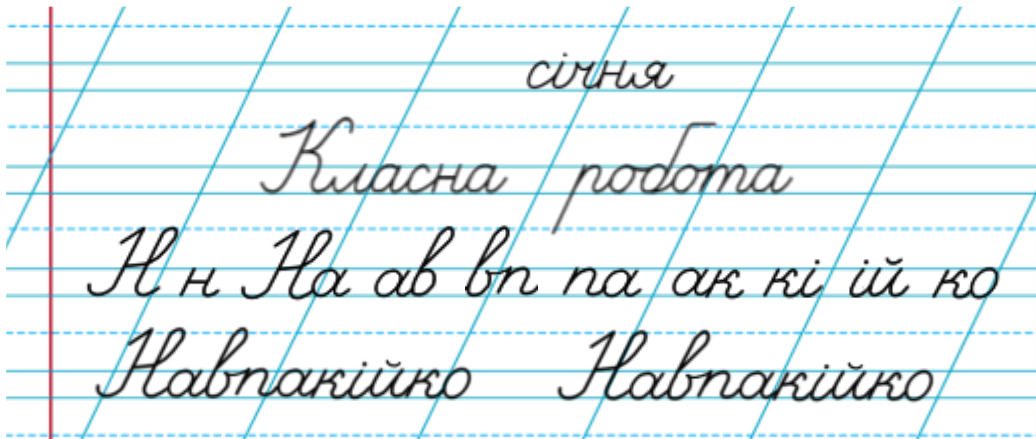 січня
Класна робота
Н н На ав вп па ак кі ій ко
Навпакійко Навпакійко